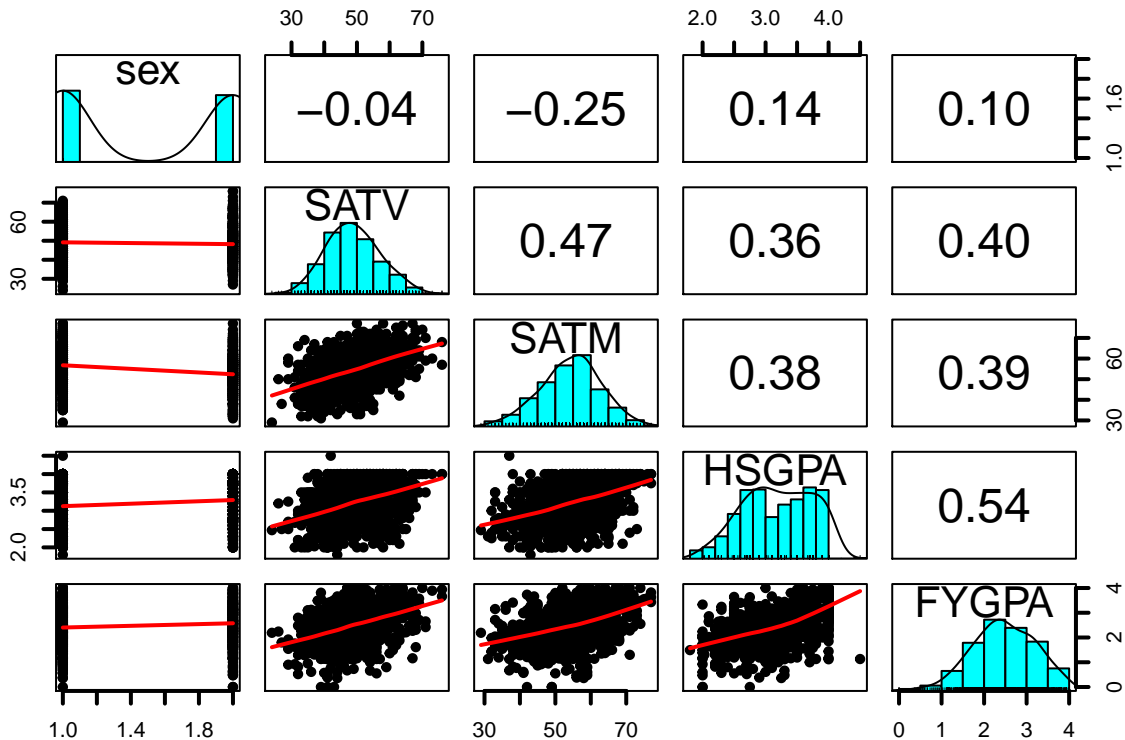 30 50 70 2.0 3.0 4.0
sex −0.04 −0.25 0.14 0.10
1.0 1.6
SATV 0.47 0.36 0.40
30 60
SATM 0.38 0.39
30 60
HSGPA 0.54
2.0 3.5
FYGPA
0 2 4
1.0 1.4 1.8 30 50 70 0 1 2 3 4